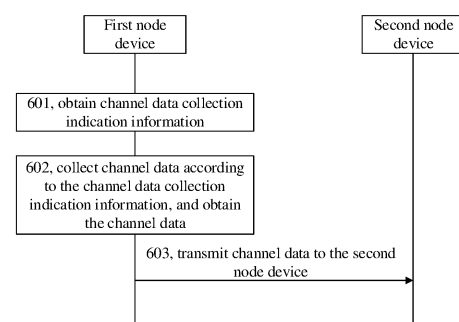 First node
device
Second node
device
601, obtain channel data collection
indication information
602, collect channel data according
to the channel data collection
indication information, and obtain
the channel data
603, transmit channel data to the second
node device